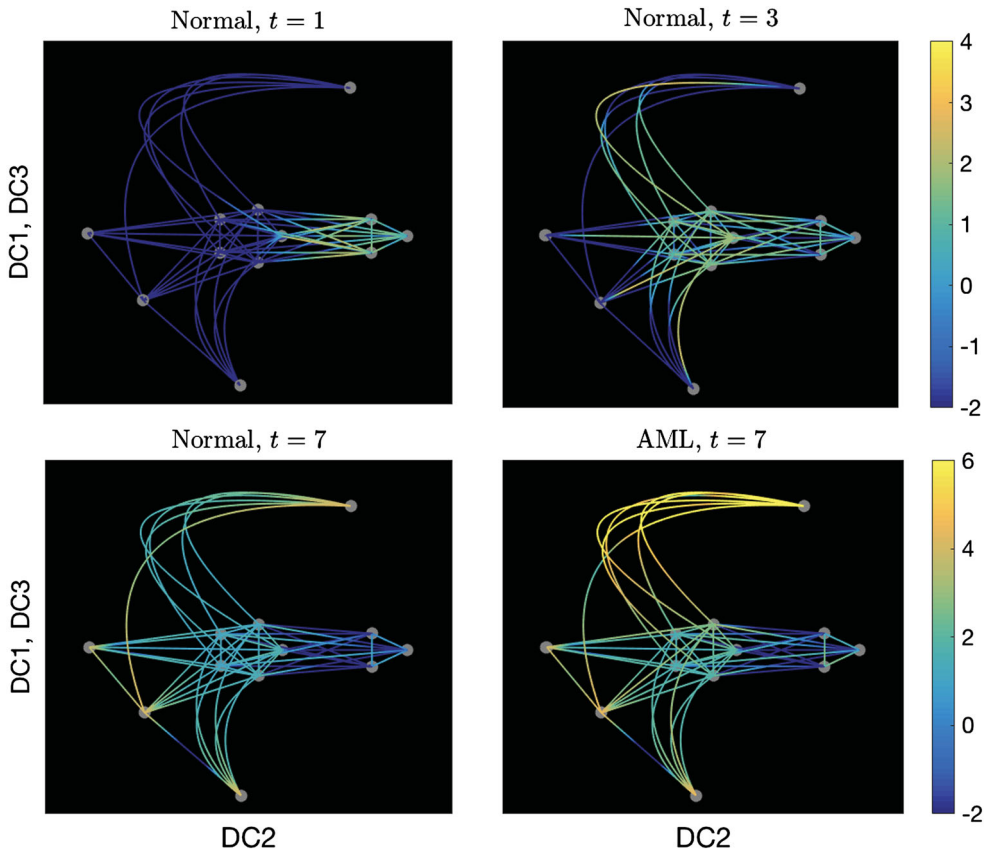 Normal, t = 1
Normal, t = 3
DC1, DC3
4
3
2
1
0
-1
-2
Normal, t = 7
AML, t = 7
DC1, DC3
6
4
2
0
-2
DC2
DC2